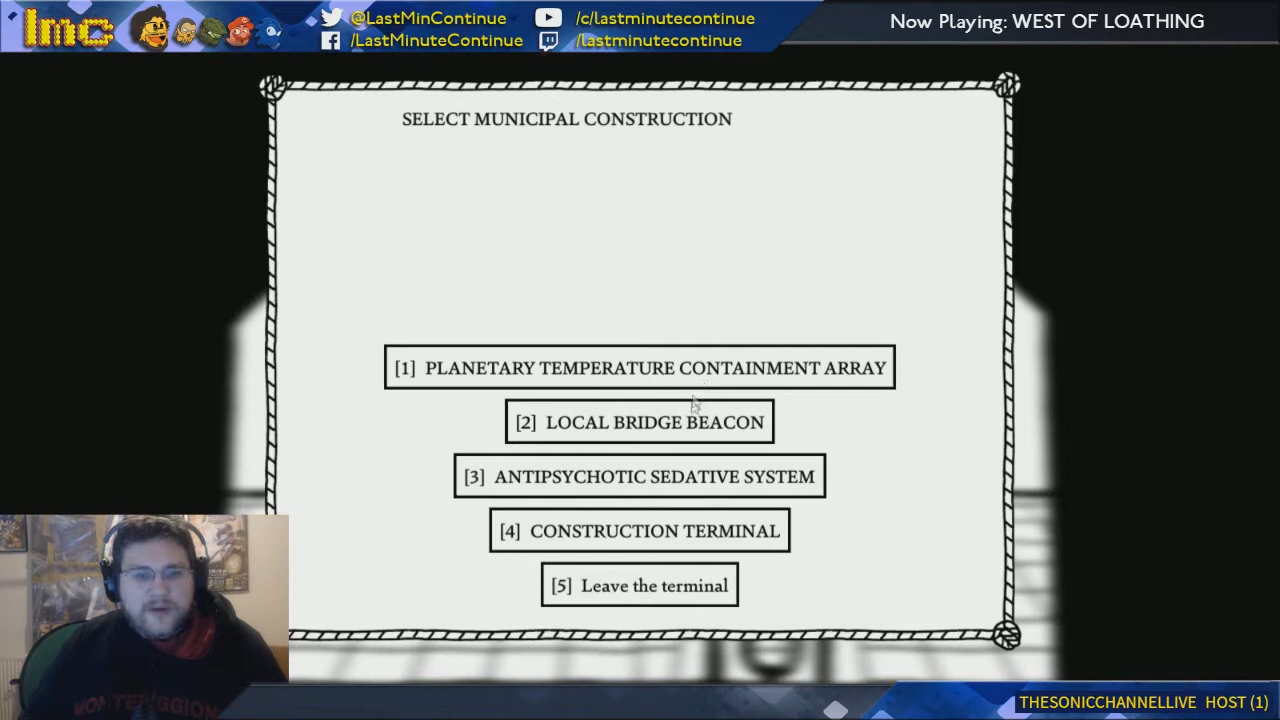 lmc
@LastMinContinue
/c/lastminutecontinue
/LastMinuteContinue
/lastminutecontinue
Now Playing: WEST OF LOATHING
SELECT MUNICIPAL CONSTRUCTION
[1] PLANETARY TEMPERATURE CONTAINMENT ARRAY
[2] LOCAL BRIDGE BEACON
[3] ANTIPSYCHOTIC SEDATIVE SYSTEM
[4] CONSTRUCTION TERMINAL
[5] Leave the terminal
THESONICCHANNELLIVE HOST (1)